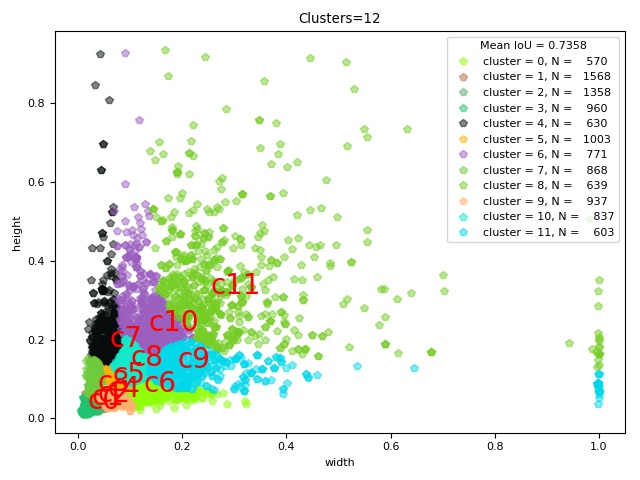 Clusters=12
Mean IoU = 0.7358
cluster = 0, N = 570
cluster = 1, N = 1568
cluster = 2, N = 1358
cluster = 3, N = 960
cluster = 4, N = 630
cluster = 5, N = 1003
cluster = 6, N = 771
cluster = 7, N = 868
cluster = 8, N = 639
cluster = 9, N = 937
cluster = 10, N = 837
cluster = 11, N = 603
height
0.8
0.6
0.4
0.2
0.0
c11
c10
c7
c8
c9
c5
c6
0.0 0.2 0.4 0.6 0.8 1.0
width